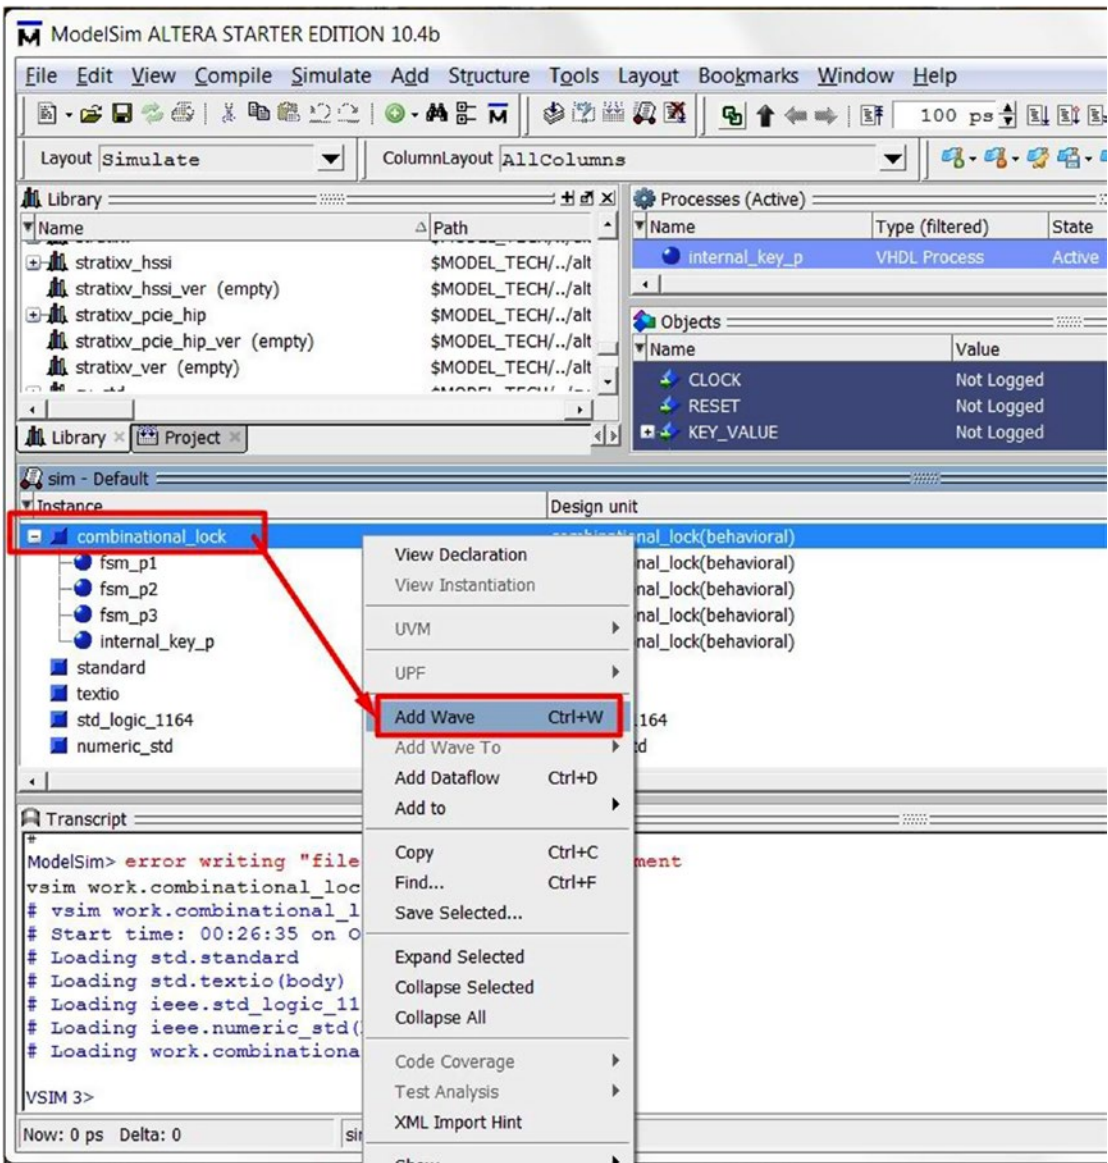 ModelSim ALTERA STARTER EDITION 10.4b
File Edit View Compile Simulate Add Structure Tools Layout Bookmarks Window Help
100 ps
Layout Simulate
ColumnLayout AllColumns
Library
Name Path
stratixv_hssi $MODEL_TECH/../alt
stratixv_hssi_ver (empty) $MODEL_TECH/../alt
stratixv_pcie_hip $MODEL_TECH/../alt
stratixv_pcie_hip_ver (empty) $MODEL_TECH/../alt
stratixv_ver (empty) $MODEL_TECH/../alt
Library Project
Processes (Active)
Name Type (filtered) State
internal_key_p VHDL Process Active
Objects
Name Value
CLOCK Not Logged
RESET Not Logged
KEY_VALUE Not Logged
sim - Default
Instance Design unit
combinational_lock combinational_lock(behavioral)
fsm_p1 nal_lock(behavioral)
fsm_p2 nal_lock(behavioral)
fsm_p3 nal_lock(behavioral)
internal_key_p nal_lock(behavioral)
standard
textio
std_logic_1164 1164
numeric_std td
View Declaration
View Instantiation
UVM
UPF
Add Wave Ctrl+W
Add Wave To
Add Dataflow Ctrl+D
Add to
Copy Ctrl+C
Find... Ctrl+F
Save Selected...
Expand Selected
Collapse Selected
Collapse All
Code Coverage
Test Analysis
XML Import Hint
Show
Transcript
#
ModelSim> error writing "file ment
vsim work.combinational_loc
# vsim work.combinational_l
# Start time: 00:26:35 on O
# Loading std.standard
# Loading std.textio(body)
# Loading ieee.std_logic_11
# Loading ieee.numeric_std(
# Loading work.combinationa
VSIM 3>
Now: 0 ps Delta: 0 sim